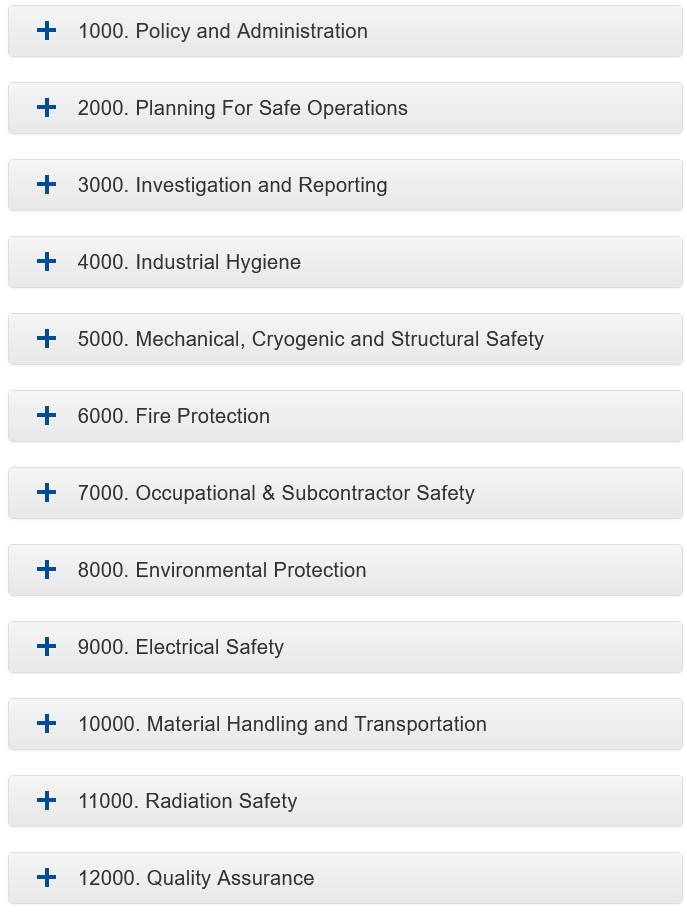 1000. Policy and Administration
2000. Planning For Safe Operations
3000. Investigation and Reporting
4000. Industrial Hygiene
5000. Mechanical, Cryogenic and Structural Safety
6000. Fire Protection
7000. Occupational & Subcontractor Safety
8000. Environmental Protection
9000. Electrical Safety
10000. Material Handling and Transportation
11000. Radiation Safety
12000. Quality Assurance